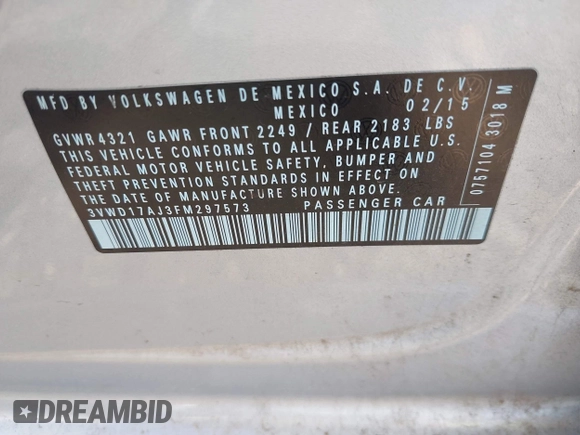 MFD BY VOLKSWAGEN DE MEXICO S.A. DE C.V.
MEXICO 02/15
GVWR 4321 GAWR FRONT 2249 / REAR 2183 LBS
THIS VEHICLE CONFORMS TO ALL APPLICABLE U.S.
FEDERAL MOTOR VEHICLE SAFETY, BUMPER AND
THEFT PREVENTION STANDARDS IN EFFECT ON
THE DATE OF MANUFACTURE SHOWN ABOVE.
3VWD17AJ3FM297573 PASSENGER CAR
0757104 3018 M
DREAMBID